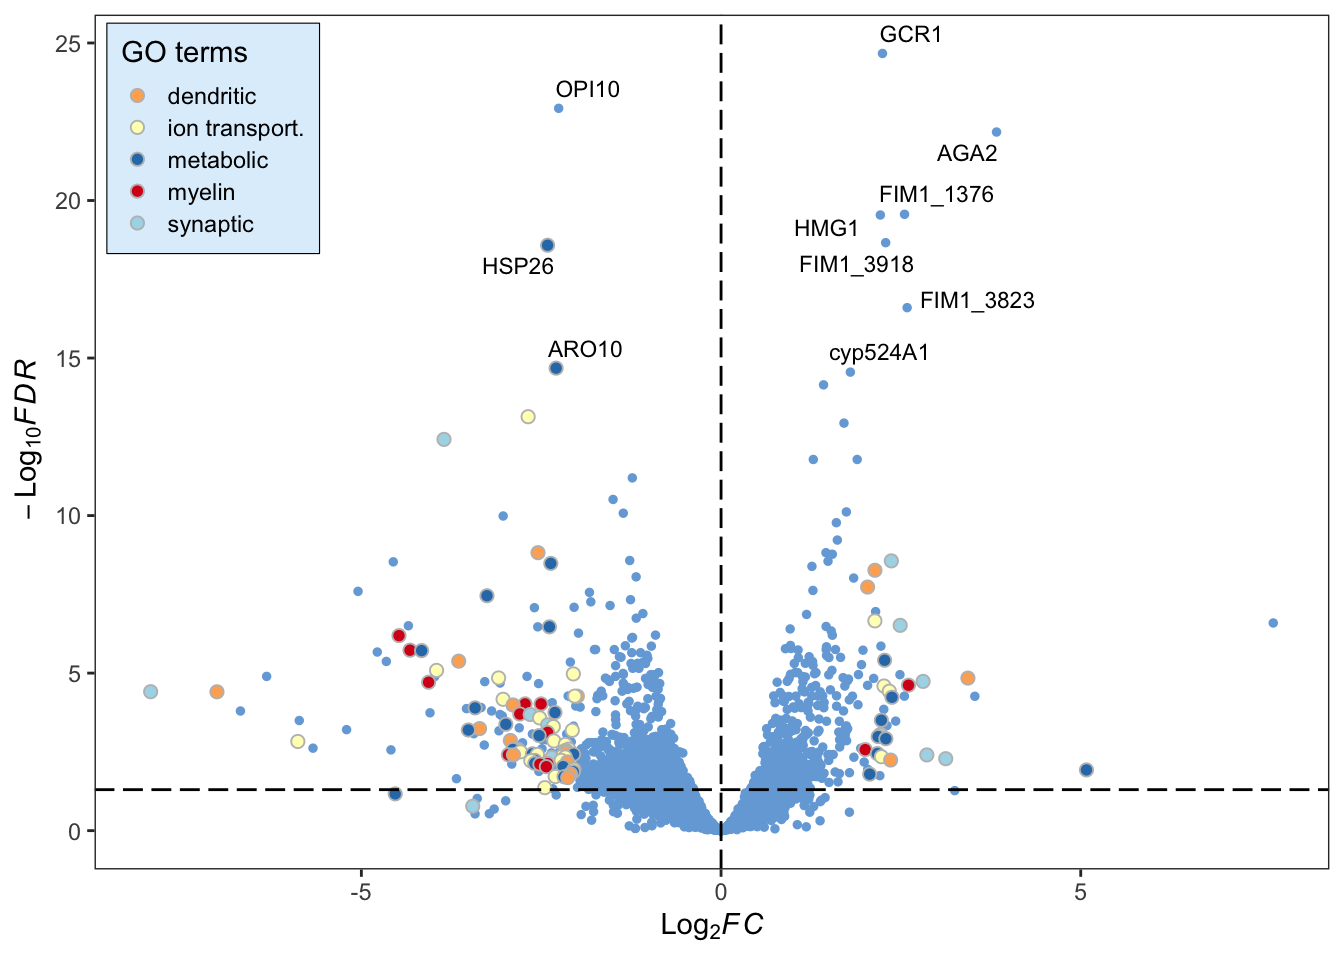 GO terms
dendritic
ion transport.
metabolic
myelin
synaptic
GCR1
OPI10
AGA2
FIM1_1376
HMG1
FIM1_3918
HSP26
FIM1_3823
ARO10
cyp524A1
25
20
15
10
5
0
− Log10FDR
-5
0
5
Log2FC